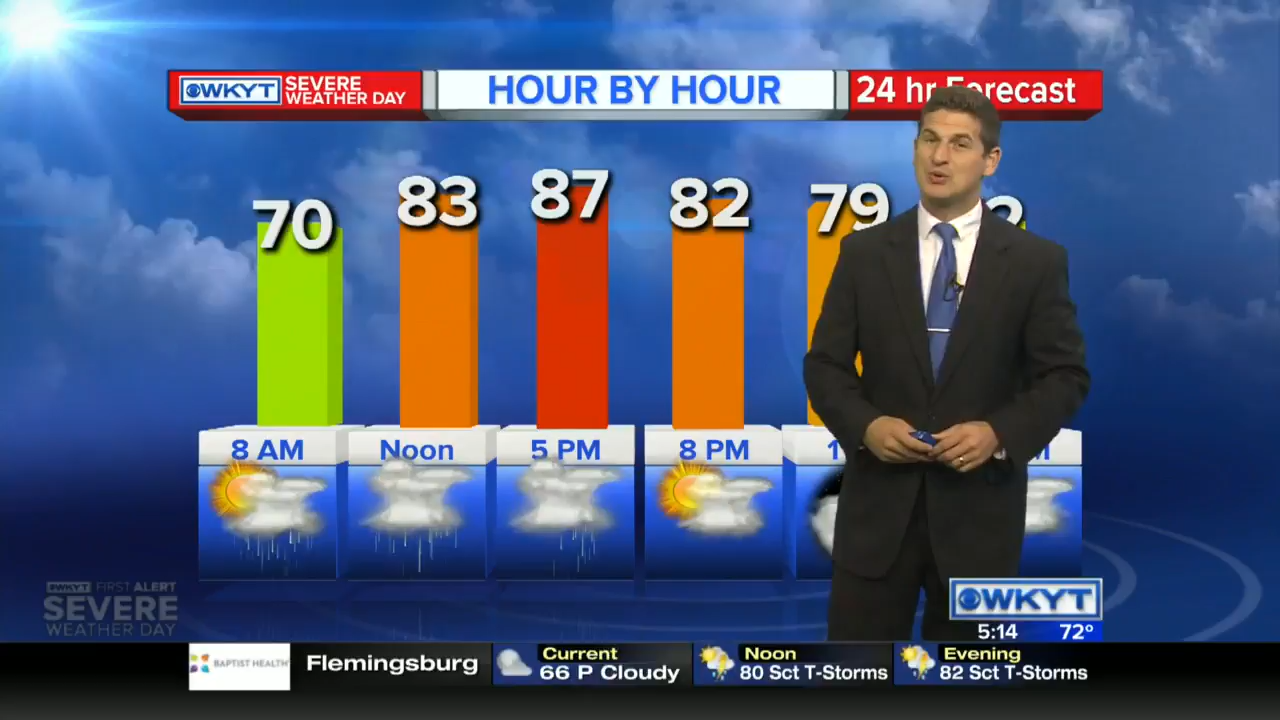 WKYT SEVERE WEATHER DAY
HOUR BY HOUR
24 hr Forecast
70 83 87 82 79
8 AM Noon 5 PM 8 PM
WKYT FIRST ALERT
SEVERE
WEATHER DAY
WKYT
5:14 72°
BAPTIST HEALTH
Flemingsburg
Current
66 P Cloudy
Noon
80 Sct T-Storms
Evening
82 Sct T-Storms